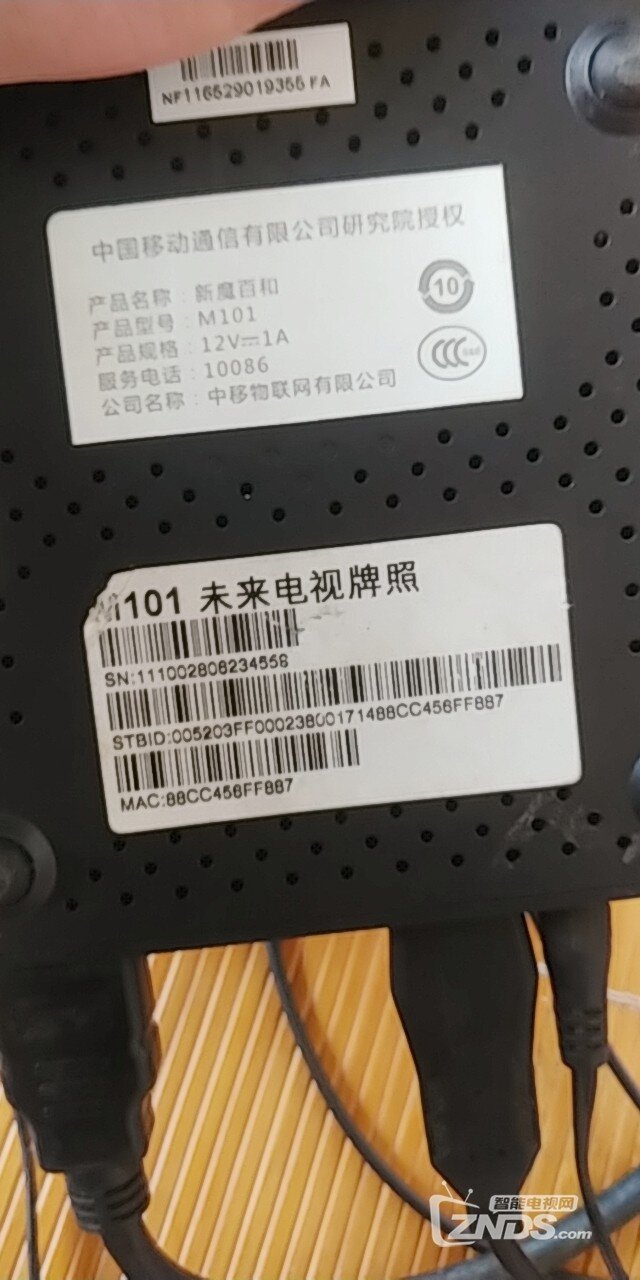 NF116529019355 FA
中国移动通信有限公司研究院授权
产品名称：新魔百和
产品型号：M101
产品规格：12V⎓1A
服务电话：10086
公司名称：中移物联网有限公司
10
CCC
M101 未来电视牌照
SN:111002808234558
STBID:005203FF00023800171488CC456FF887
MAC:88CC456FF887
智能电视网
ZNDS.com